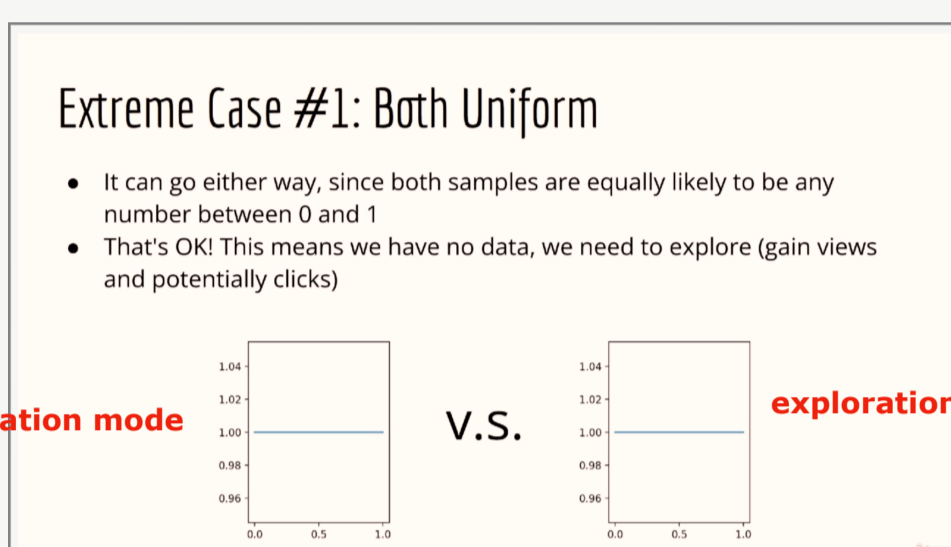 Extreme Case #1: Both Uniform
● It can go either way, since both samples are equally likely to be any
number between 0 and 1
● That's OK! This means we have no data, we need to explore (gain views
and potentially clicks)
ation mode
1.04
1.02
1.00
0.98
0.96
0.0 0.5 1.0
v.s.
1.04
1.02
1.00
0.98
0.96
0.0 0.5 1.0
exploration